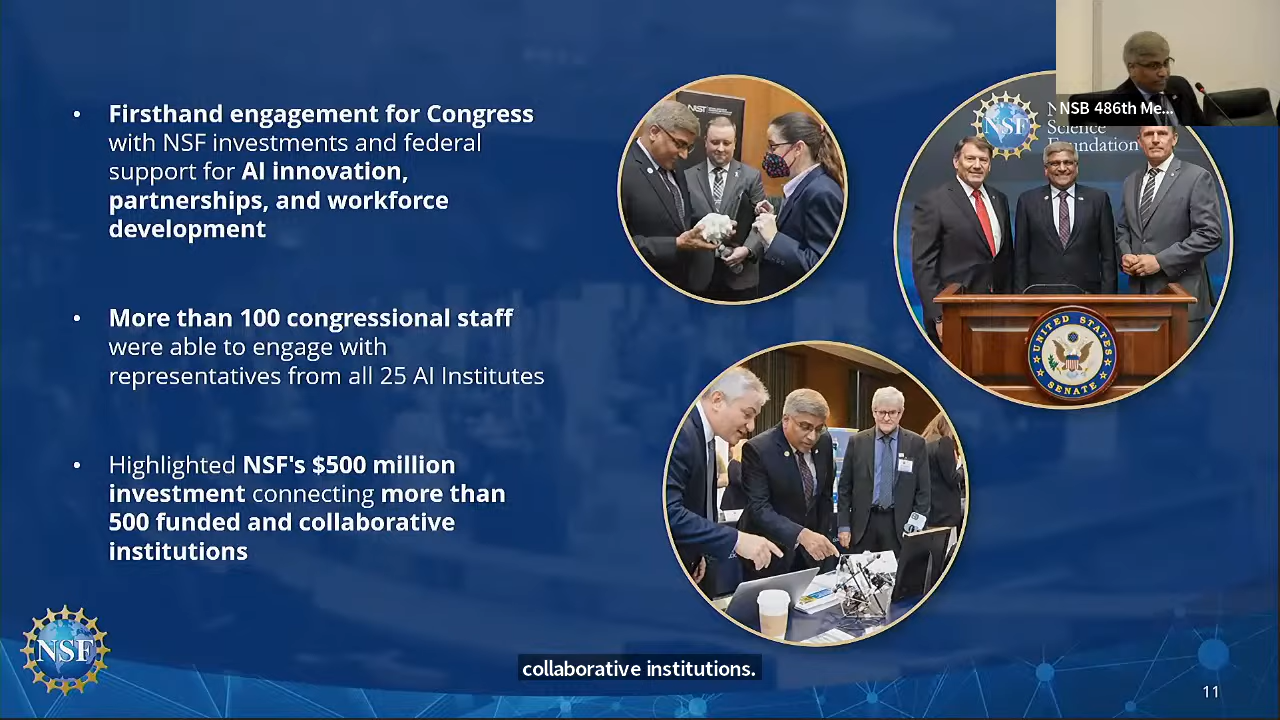 Firsthand engagement for Congress
with NSF investments and federal
support for AI innovation,
partnerships, and workforce
development
More than 100 congressional staff
were able to engage with
representatives from all 25 AI Institutes
Highlighted NSF's $500 million
investment connecting more than
500 funded and collaborative
institutions
NIST
NSF
Science
Foundation
UNITED STATES
SENATE
NSB 486th Me...
NSF
collaborative institutions.
11